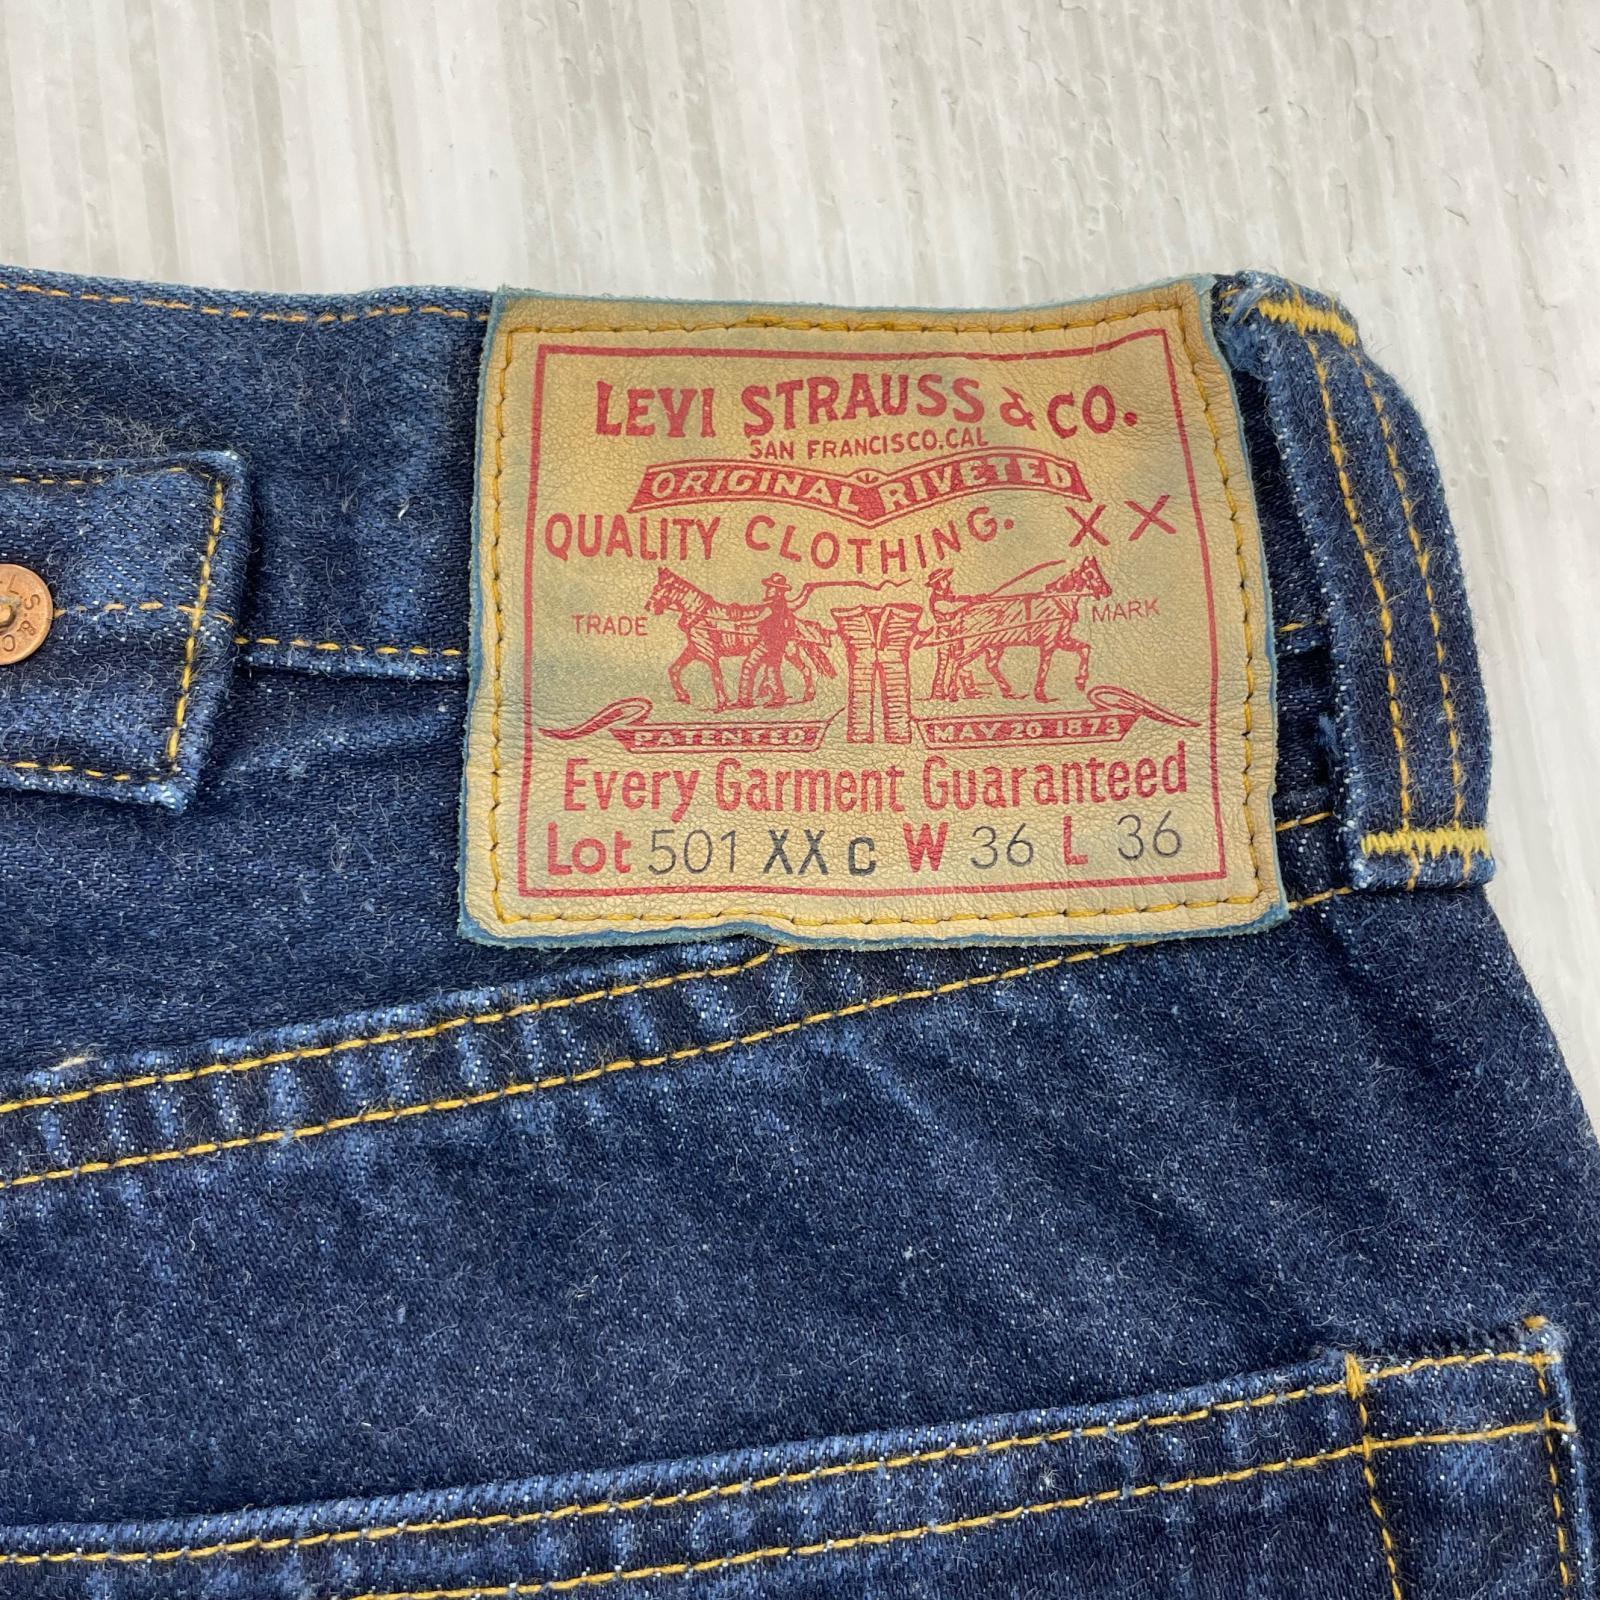 LEVI STRAUSS & CO.
SAN FRANCISCO, CAL
ORIGINAL RIVETED
QUALITY CLOTHING. XX
TRADE MARK
PATENTED MAY 20 1873
Every Garment Guaranteed
Lot 501 XX C W 36 L 36
S & C